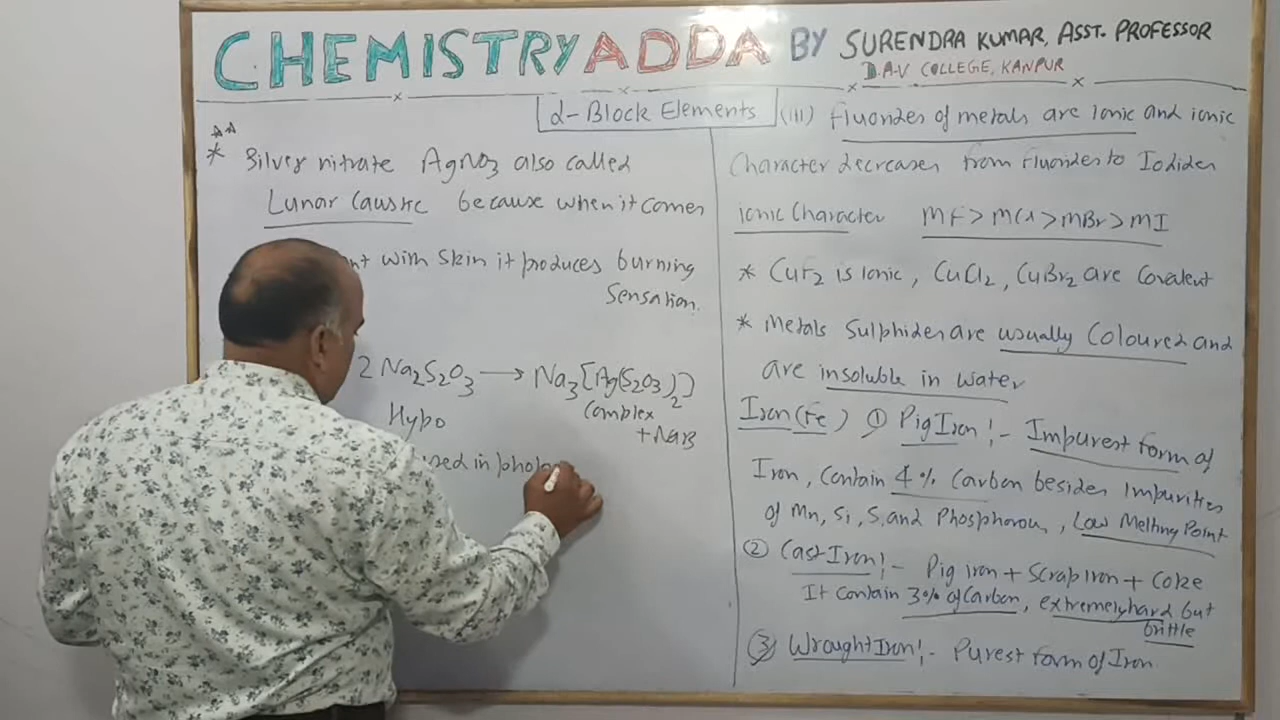 CHEMISTRY ADDA BY SURENDRA KUMAR, ASST. PROFESSOR
D.A.V COLLEGE, KANPUR
d-Block Elements
* Silver nitrate AgNO3 also called
Lunar Caustic because when it comes
with skin it produces burning
Sensation.
2 Na2S2O3 → Na3[Ag(S2O3)2]
Hypo Complex
used in photo
(III) Fluorides of metals are Ionic and ionic
Character decreases from Fluorides to Iodides
ionic Character MF > MCl > MBr > MI
* CuF2 is Ionic, CuCl2, CuBr2 are Covalent
* Metals Sulphides are usually Coloured and
are insoluble in water
Iron (Fe) ① Pig Iron :- Impurest form of
Iron, Contain 4% Carbon besides impurities
of Mn, Si, S, and Phosphorous, Low Melting Point
② Cast Iron :- Pig iron + Scrap iron + Coke
It contain 3% of Carbon, extremely hard but
brittle
③ Wrought Iron :- Purest form of Iron.